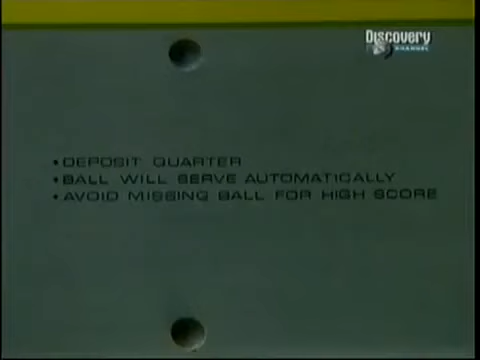 Discovery
CHANNEL
• DEPOSIT QUARTER
• BALL WILL SERVE AUTOMATICALLY
• AVOID MISSING BALL FOR HIGH SCORE